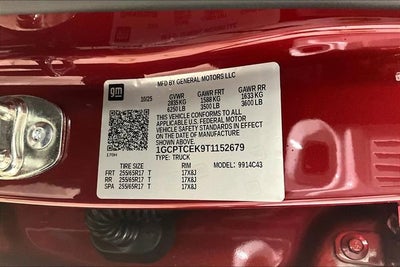 gm
MFD BY GENERAL MOTORS LLC
10/25 GVWR GAWR FRT GAWR RR
2835 KG 1588 KG 1633 KG
6250 LB 3500 LB 3600 LB
THIS VEHICLE CONFORMS TO ALL
APPLICABLE U.S. FEDERAL MOTOR
VEHICLE SAFETY STANDARDS IN EFFECT
ON THE DATE OF MANUFACTURE
SHOWN ABOVE.
1GCPTCEK9T1152679
170H TYPE: TRUCK MODEL: 9914C43
TIRE SIZE RIM
FRT 255/65R17 T 17X8J
RR 255/65R17 T 17X8J
SPA 255/65R17 T 17X8J